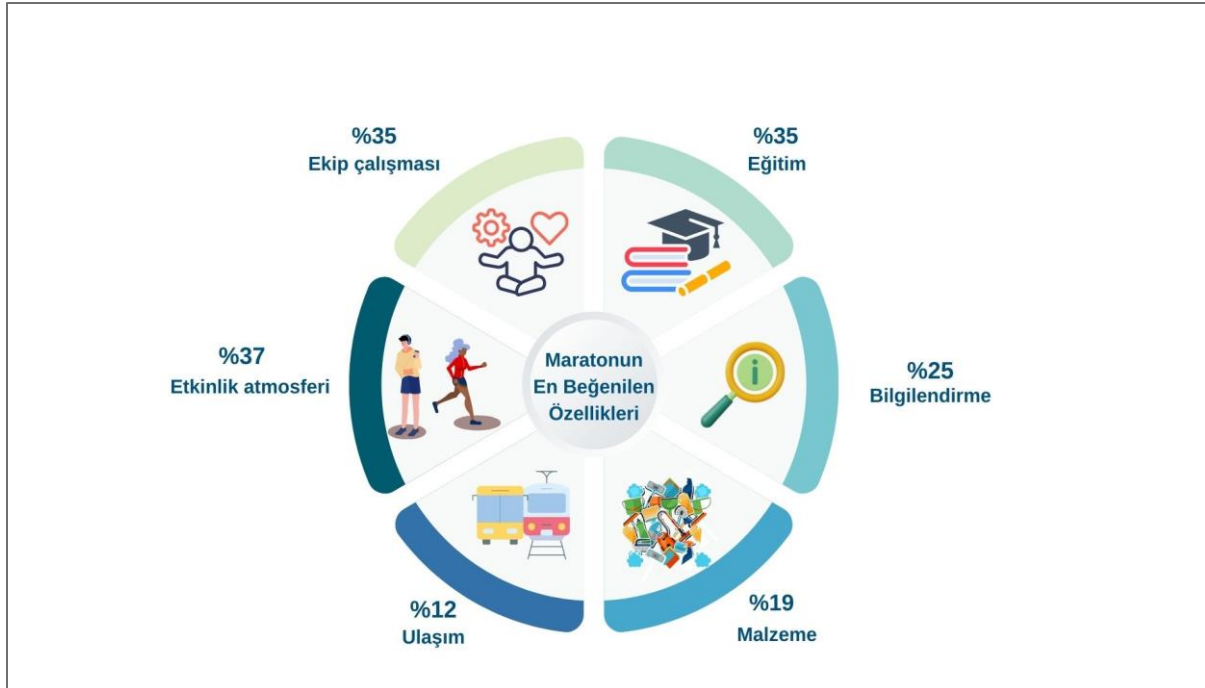 %35
Ekip çalışması
%35
Eğitim
%37
Etkinlik atmosferi
Maratonun
En Beğenilen
Özellikleri
i
%25
Bilgilendirme
%12
Ulaşım
%19
Malzeme